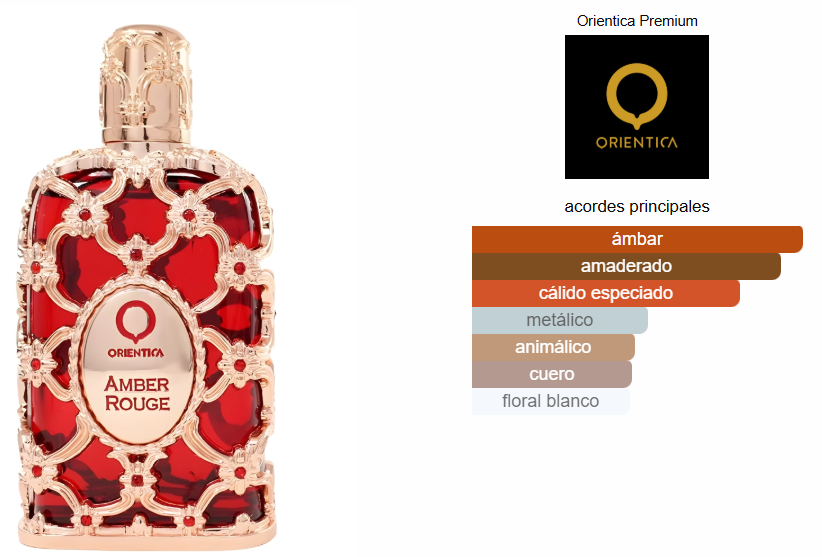 ORIENTICA
AMBER
ROUGE
Orientica Premium
ORIENTICA
acordes principales
ámbar
amaderado
cálido especiado
metálico
animálico
cuero
floral blanco